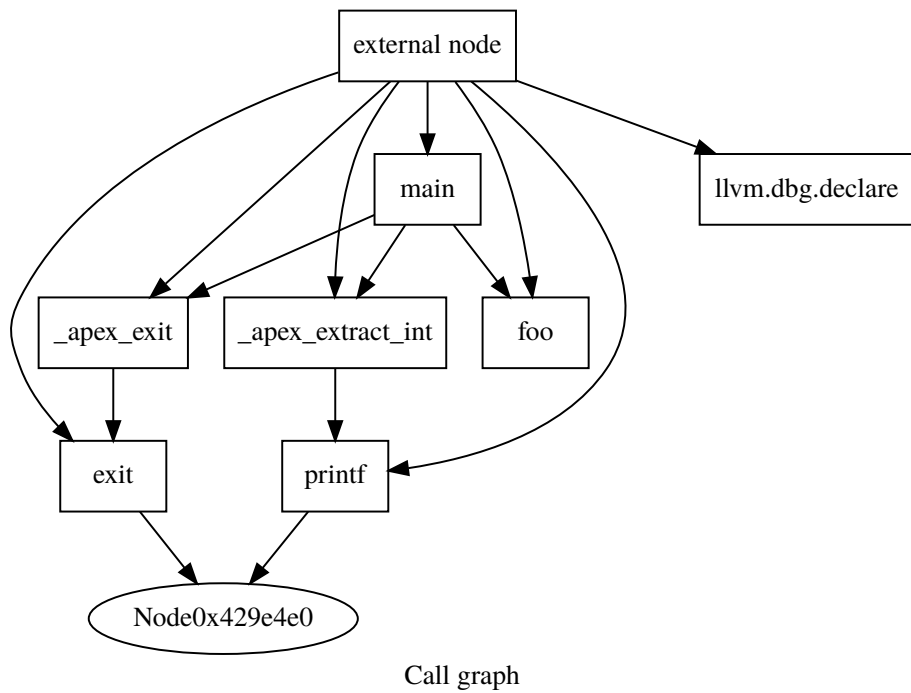 external node
main
llvm.dbg.declare
_apex_exit
_apex_extract_int
foo
exit
printf
Node0x429e4e0
Call graph